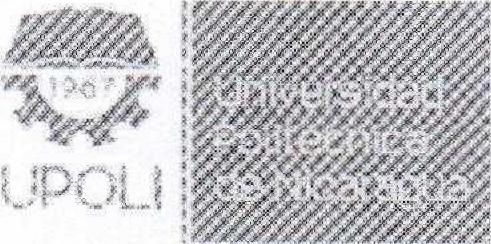 1967
UPOLI
Universidad
Politécnica
de Nicaragua